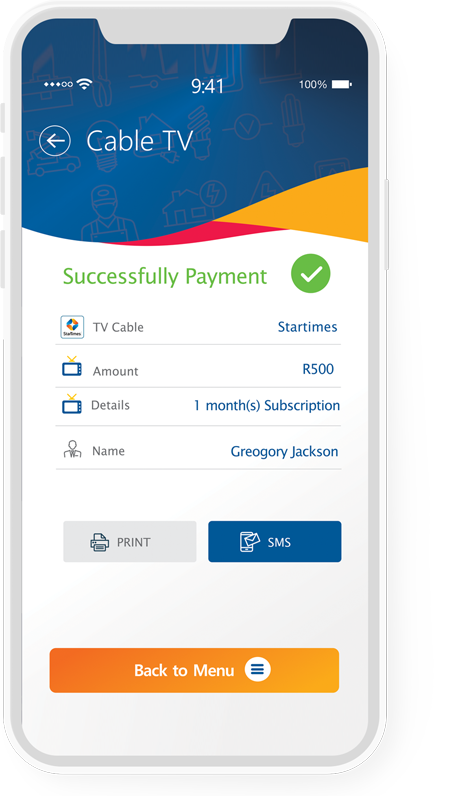 9:41
100%
Cable TV
Successfully Payment
Startimes
TV Cable
Startimes
Amount
R500
Details
1 month(s) Subscription
Name
Greogory Jackson
PRINT
SMS
Back to Menu